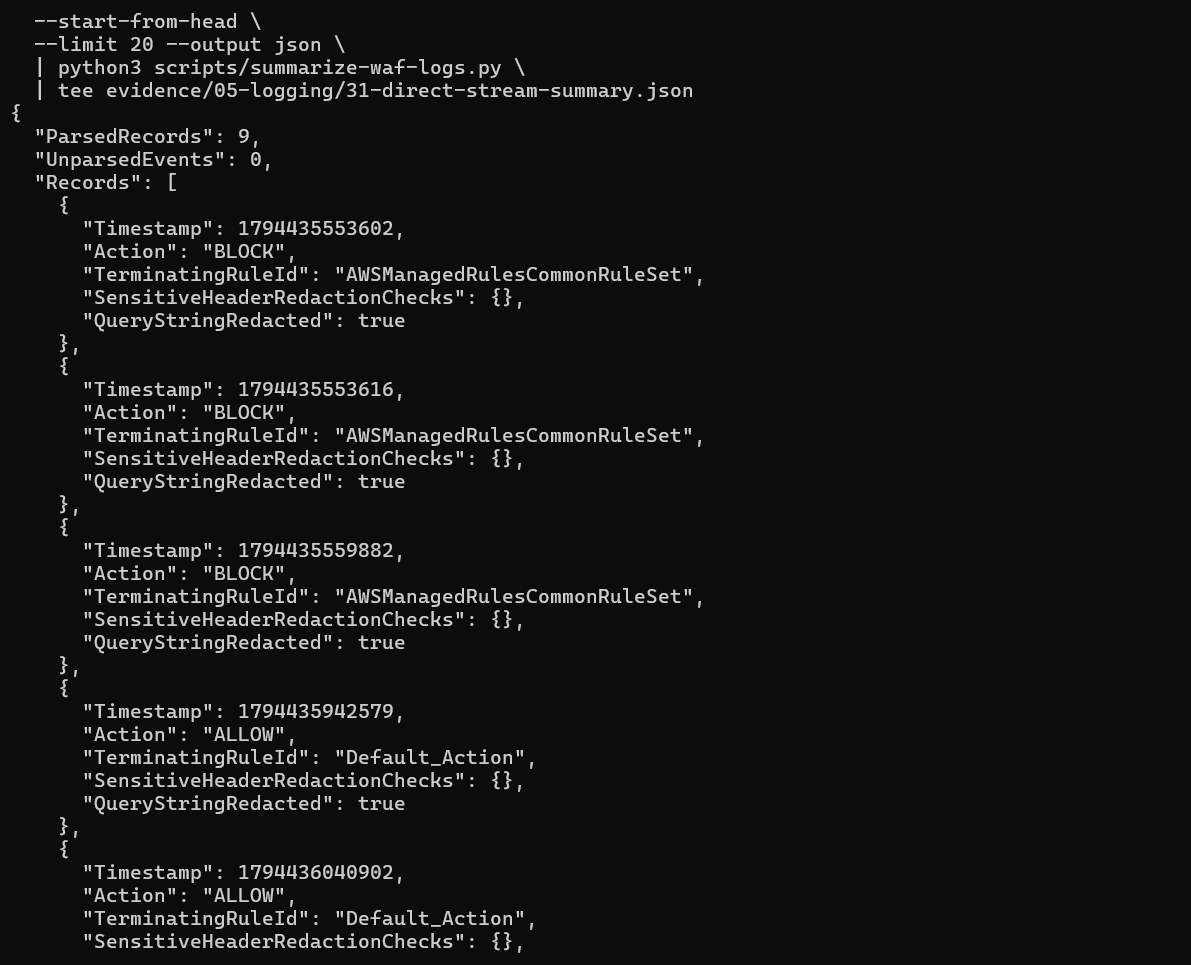 --start-from-head \
  --limit 20 --output json \
  | python3 scripts/summarize-waf-logs.py \
  | tee evidence/05-logging/31-direct-stream-summary.json
{
  "ParsedRecords": 9,
  "UnparsedEvents": 0,
  "Records": [
    {
      "Timestamp": 1794435553602,
      "Action": "BLOCK",
      "TerminatingRuleId": "AWSManagedRulesCommonRuleSet",
      "SensitiveHeaderRedactionChecks": {},
      "QueryStringRedacted": true
    },
    {
      "Timestamp": 1794435553616,
      "Action": "BLOCK",
      "TerminatingRuleId": "AWSManagedRulesCommonRuleSet",
      "SensitiveHeaderRedactionChecks": {},
      "QueryStringRedacted": true
    },
    {
      "Timestamp": 1794435559882,
      "Action": "BLOCK",
      "TerminatingRuleId": "AWSManagedRulesCommonRuleSet",
      "SensitiveHeaderRedactionChecks": {},
      "QueryStringRedacted": true
    },
    {
      "Timestamp": 1794435942579,
      "Action": "ALLOW",
      "TerminatingRuleId": "Default_Action",
      "SensitiveHeaderRedactionChecks": {},
      "QueryStringRedacted": true
    },
    {
      "Timestamp": 1794436040902,
      "Action": "ALLOW",
      "TerminatingRuleId": "Default_Action",
      "SensitiveHeaderRedactionChecks": {},